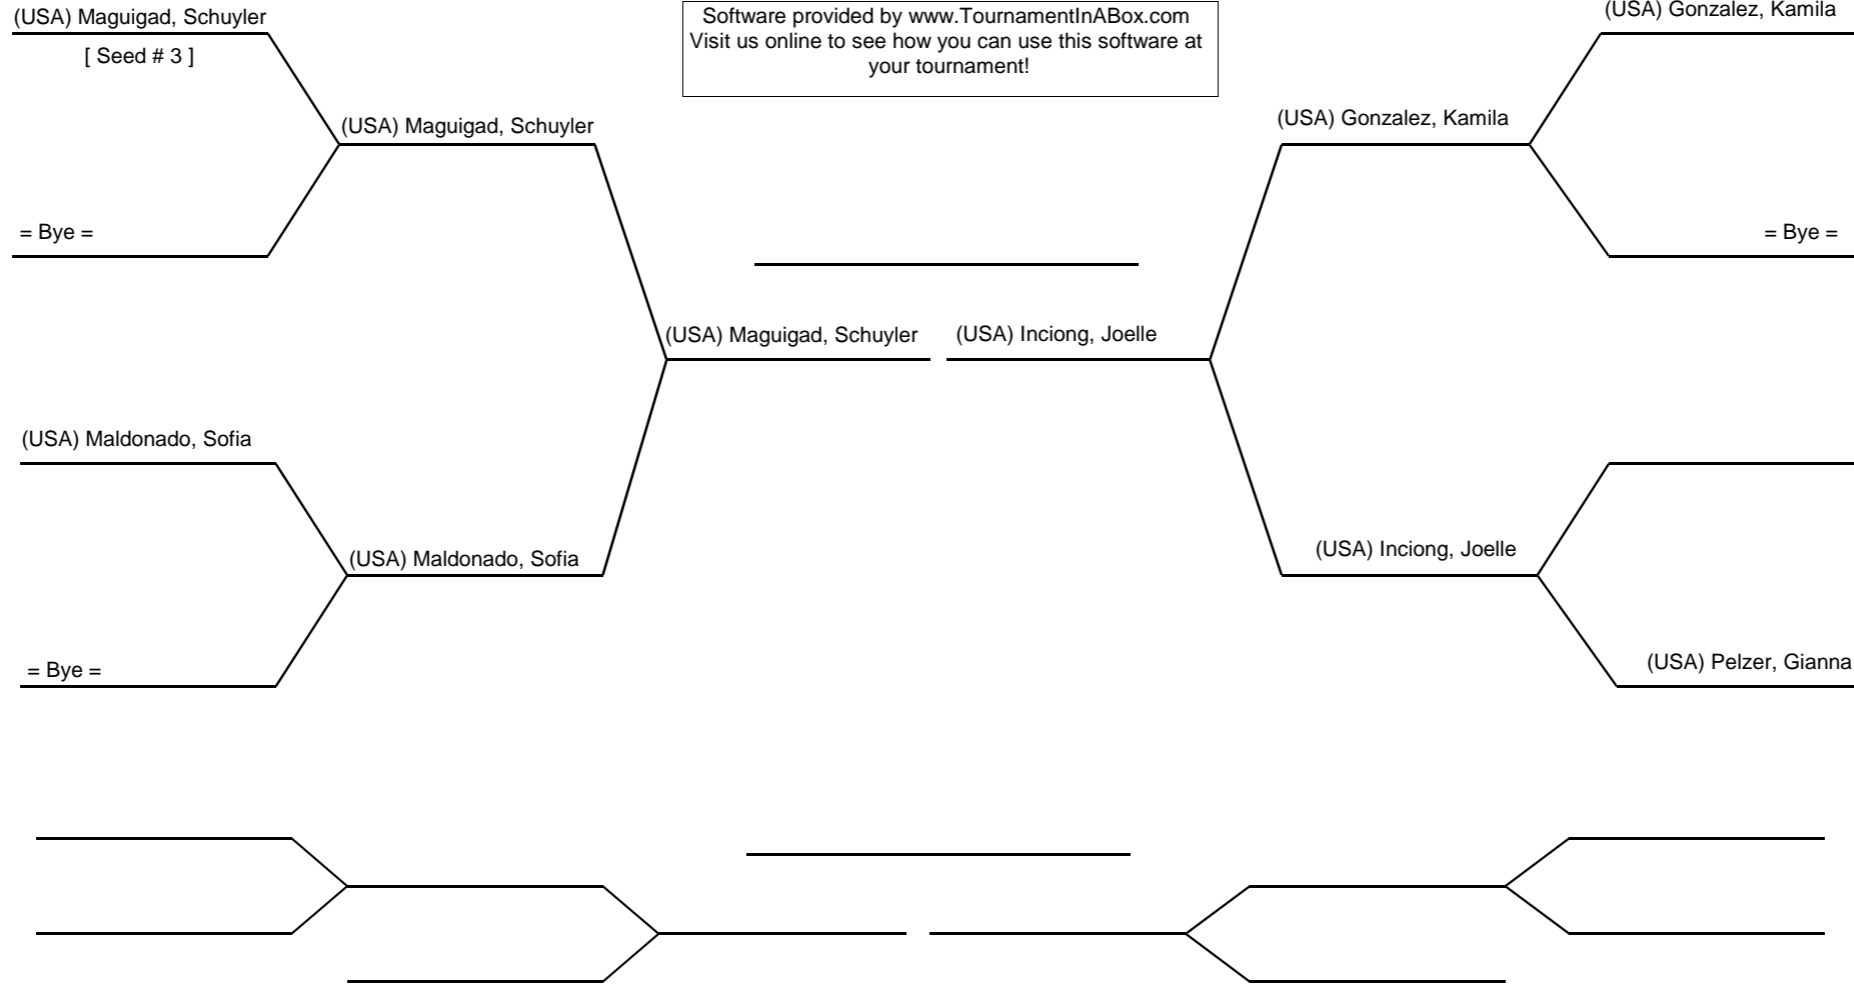 (USA) Maguigad, Schuyler
[ Seed # 3 ]
(USA) Maguigad, Schuyler
= Bye =
(USA) Maguigad, Schuyler
(USA) Maldonado, Sofia
(USA) Maldonado, Sofia
= Bye =
Software provided by www.TournamentInABox.com
Visit us online to see how you can use this software at
your tournament!
(USA) Gonzalez, Kamila
(USA) Gonzalez, Kamila
= Bye =
(USA) Inciong, Joelle
(USA) Inciong, Joelle
(USA) Pelzer, Gianna